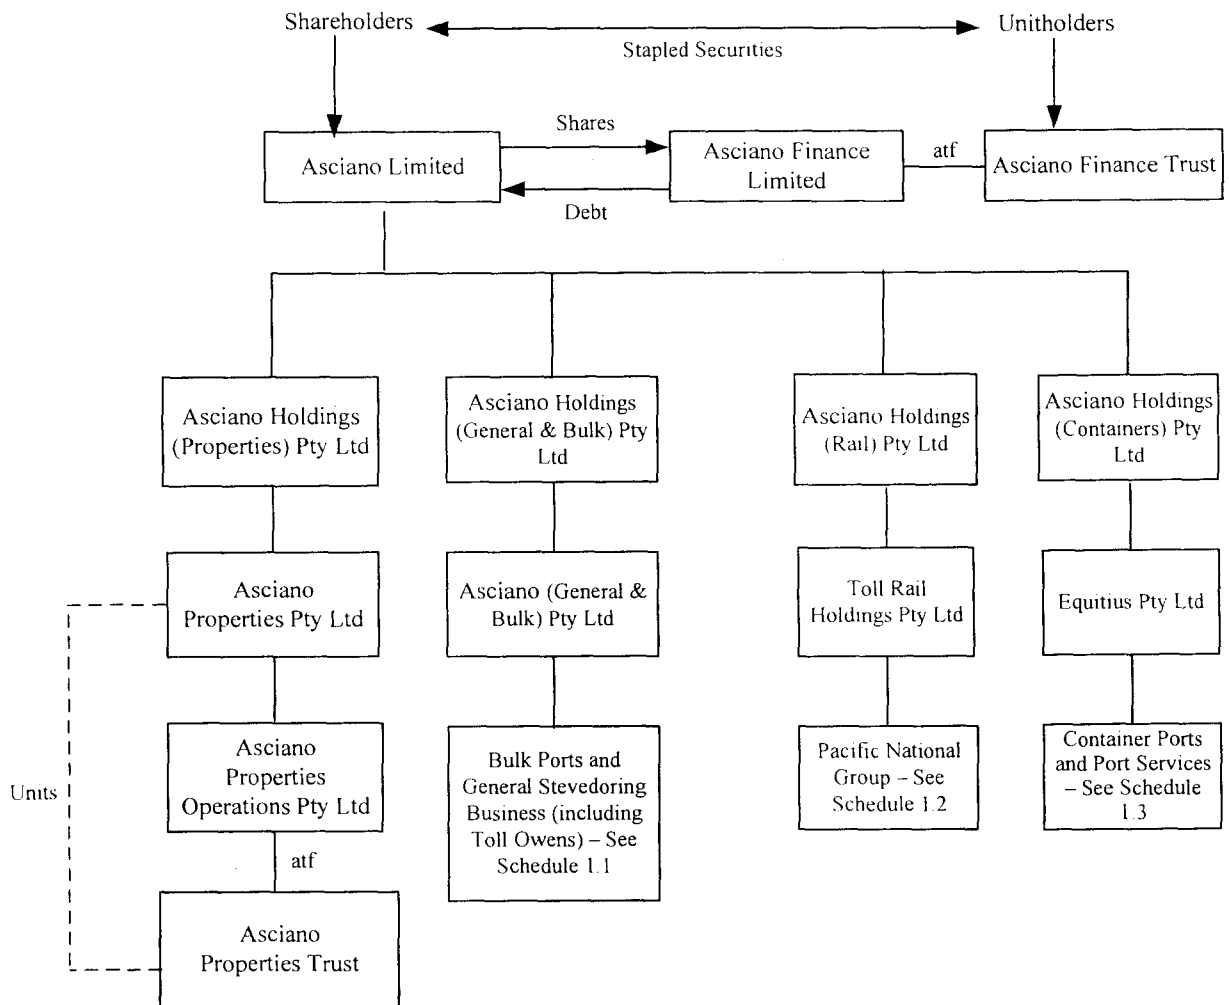 Shareholders
Unitholders
Stapled Securities
Shares
Asciano Limited
Asciano Finance
Limited
atf
Asciano Finance Trust
Debt
Asciano Holdings
(Properties) Pty Ltd
Asciano Holdings
(General & Bulk) Pty
Ltd
Asciano Holdings
(Rail) Pty Ltd
Asciano Holdings
(Containers) Pty
Ltd
Asciano
Properties Pty Ltd
Asciano (General &
Bulk) Pty Ltd
Toll Rail
Holdings Pty Ltd
Equitius Pty Ltd
Units
Asciano
Properties
Operations Pty Ltd
Bulk Ports and
General Stevedoring
Business (including
Toll Owens) – See
Schedule 1.1
Pacific National
Group – See
Schedule 1.2
Container Ports
and Port Services
– See Schedule
1.3
atf
Asciano
Properties Trust